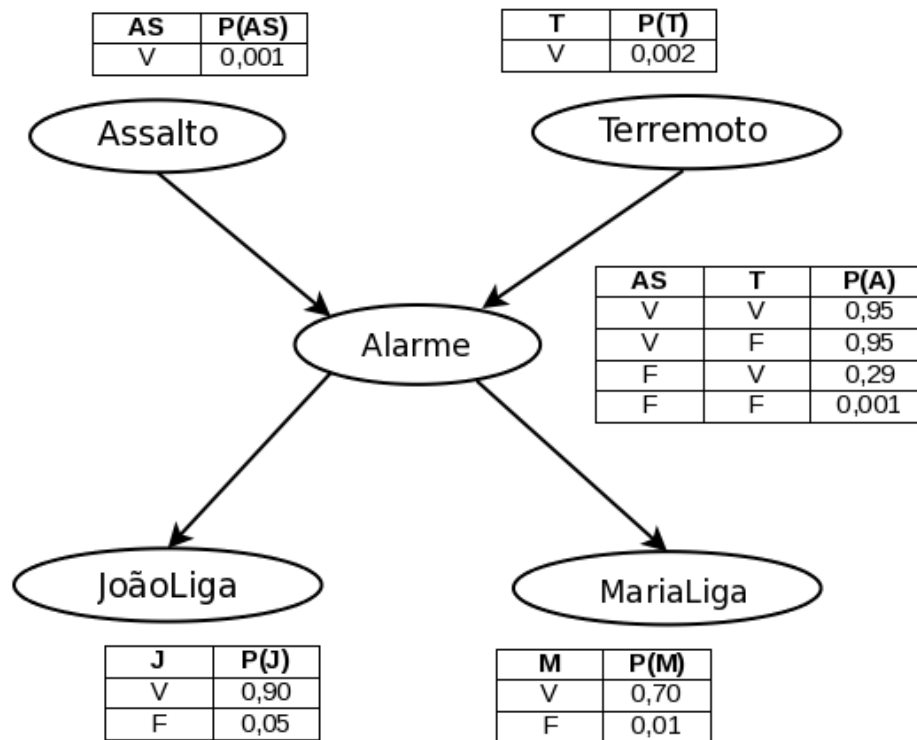 AS P(AS)
V 0,001
T P(T)
V 0,002
Assalto
Terremoto
AS T P(A)
V V 0,95
V F 0,95
F V 0,29
F F 0,001
Alarme
JoãoLiga
MariaLiga
J P(J)
V 0,90
F 0,05
M P(M)
V 0,70
F 0,01